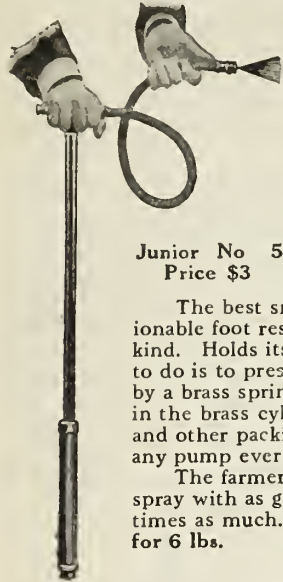 Junior No 5
Price $3
The best
ionable foot res
kind. Holds its
to do is to pres
by a brass sprin
in the brass cyl
and other packi
any pump ever
The farmer
spray with as g
times as much.
for 6 lbs.